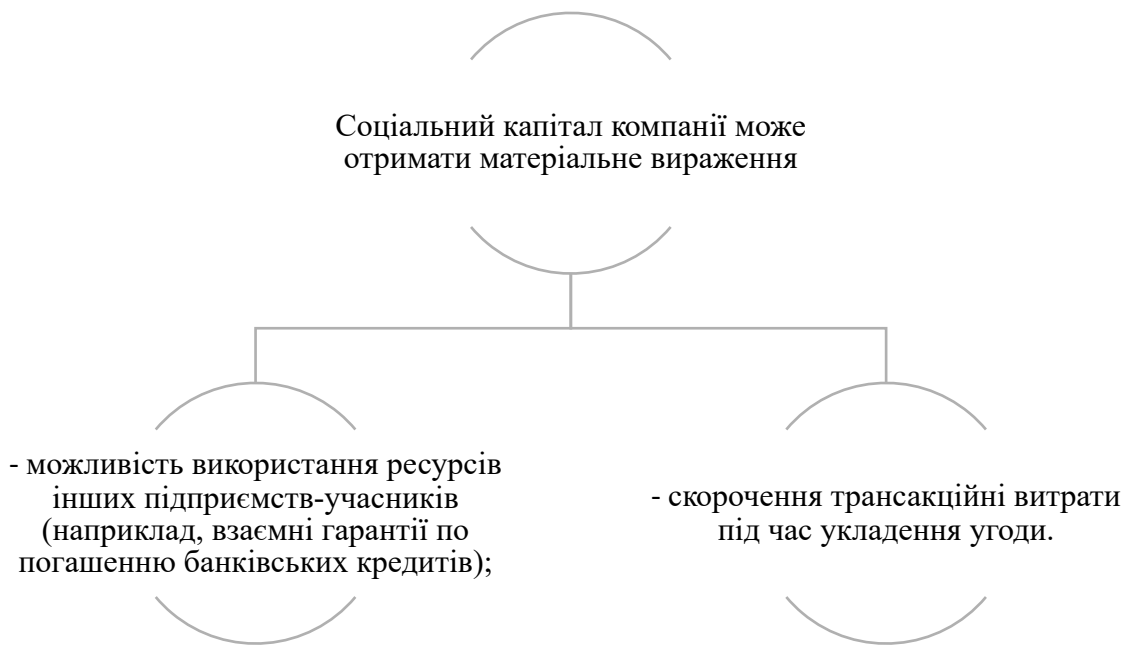 Соціальний капітал компанії може
отримати матеріальне вираження
- можливість використання ресурсів
інших підприємств-учасників
(наприклад, взаємні гарантії по
погашенню банківських кредитів);
- скорочення трансакційні витрати
під час укладення угоди.